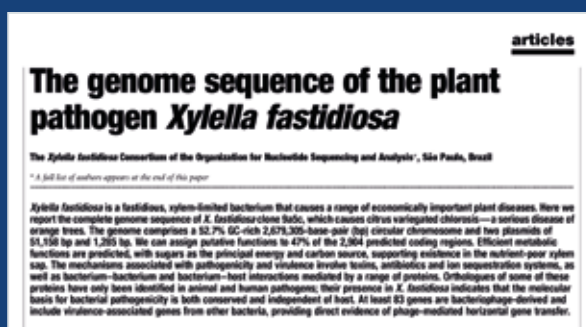 articles
The genome sequence of the plant
pathogen Xylella fastidiosa
The Xylella fastidiosa Consortium of the Organization for Nucleotide Sequencing and Analysis*, São Paulo, Brazil
* A full list of authors appears at the end of this paper
Xylella fastidiosa is a fastidious, xylem-limited bacterium that causes a range of economically important plant diseases. Here we
report the complete genome sequence of X. fastidiosa clone 9a5c, which causes citrus variegated chlorosis—a serious disease of
orange trees. The genome comprises a 52.7% GC-rich 2,679,305-base-pair (bp) circular chromosome and two plasmids of
51,158 bp and 1,285 bp. We can assign putative functions to 47% of the 2,904 predicted coding regions. Efficient metabolic
functions are predicted, with sugars as the principal energy and carbon source, supporting existence in the nutrient-poor xylem
sap. The mechanisms associated with pathogenicity and virulence involve toxins, antibiotics and ion sequestration systems, as
well as bacterium–bacterium and bacterium–host interactions mediated by a range of proteins. Orthologues of some of these
proteins have only been identified in animal and human pathogens; their presence in X. fastidiosa indicates that the molecular
basis for bacterial pathogenicity is both conserved and independent of host. At least 83 genes are bacteriophage-derived and
include virulence-associated genes from other bacteria, providing direct evidence of phage-mediated horizontal gene transfer.